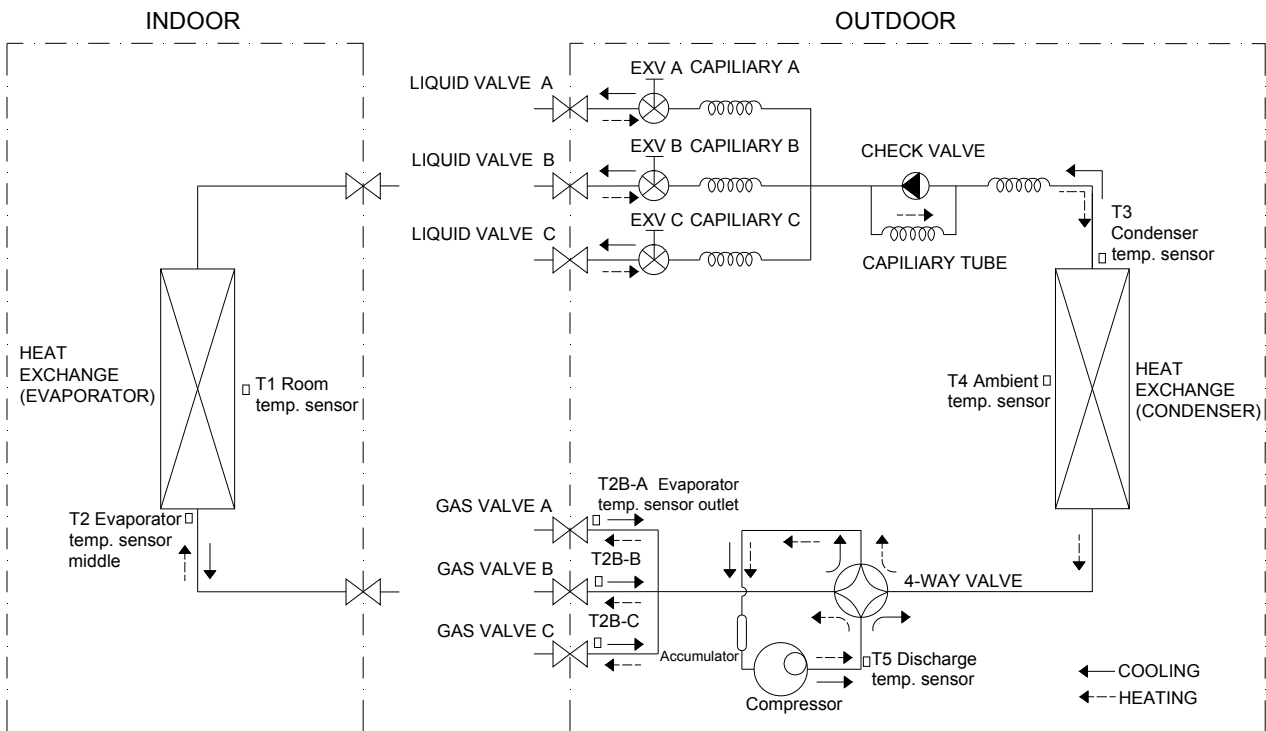 INDOOR
OUTDOOR
LIQUID VALVE A
EXV A CAPILIARY A
LIQUID VALVE B
EXV B CAPILIARY B
LIQUID VALVE C
EXV C CAPILIARY C
CHECK VALVE
CAPILIARY TUBE
T3
Condenser
temp. sensor
HEAT
EXCHANGE
(EVAPORATOR)
T1 Room
temp. sensor
T4 Ambient
temp. sensor
HEAT
EXCHANGE
(CONDENSER)
T2 Evaporator
temp. sensor
middle
GAS VALVE A
T2B-A Evaporator
temp. sensor outlet
GAS VALVE B
T2B-B
GAS VALVE C
T2B-C
4-WAY VALVE
Accumulator
Compressor
T5 Discharge
temp. sensor
COOLING
HEATING